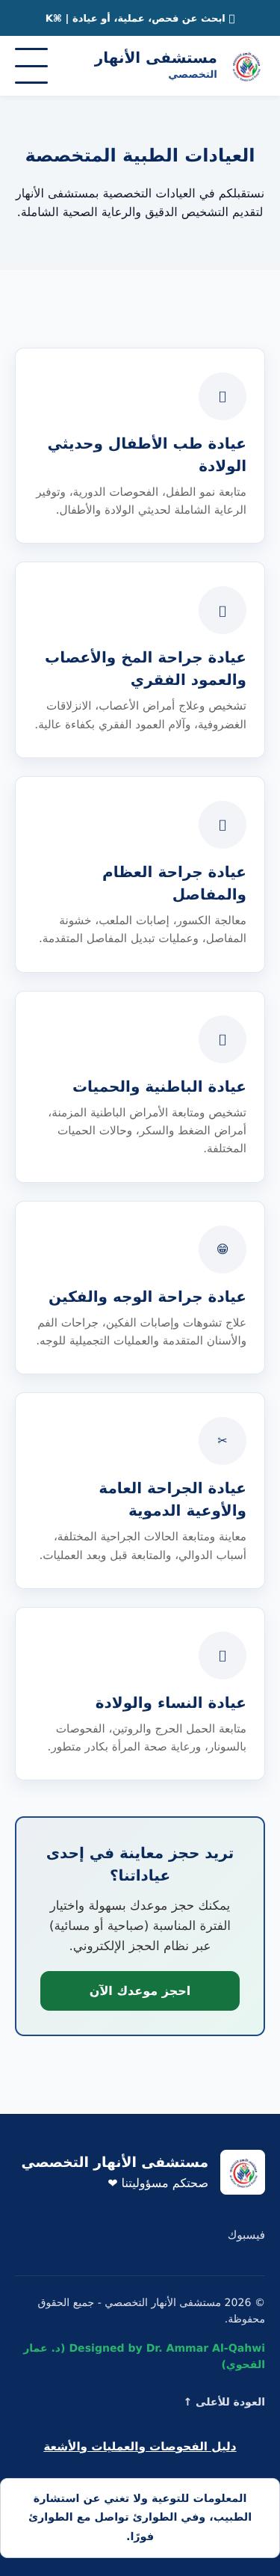 ابحث عن فحص، عملية، أو عيادة | ⌘K
مستشفى الأنهار
التخصصي
العيادات الطبية المتخصصة
نستقبلكم في العيادات التخصصية بمستشفى الأنهار
لتقديم التشخيص الدقيق والرعاية الصحية الشاملة.
عيادة طب الأطفال وحديثي
الولادة
متابعة نمو الطفل، الفحوصات الدورية، وتوفير
الرعاية الشاملة لحديثي الولادة والأطفال.
عيادة جراحة المخ والأعصاب
والعمود الفقري
تشخيص وعلاج أمراض الأعصاب، الانزلاقات
الغضروفية، وآلام العمود الفقري بكفاءة عالية.
عيادة جراحة العظام
والمفاصل
معالجة الكسور، إصابات الملعب، خشونة
المفاصل، وعمليات تبديل المفاصل المتقدمة.
عيادة الباطنية والحميات
تشخيص ومتابعة الأمراض الباطنية المزمنة،
أمراض الضغط والسكر، وحالات الحميات
المختلفة.
عيادة جراحة الوجه والفكين
علاج تشوهات وإصابات الفكين، جراحات الفم
والأسنان المتقدمة والعمليات التجميلية للوجه.
عيادة الجراحة العامة
والأوعية الدموية
معاينة ومتابعة الحالات الجراحية المختلفة،
أسباب الدوالي، والمتابعة قبل وبعد العمليات.
عيادة النساء والولادة
متابعة الحمل الحرج والروتين، الفحوصات
بالسونار، ورعاية صحة المرأة بكادر متطور.
تريد حجز معاينة في إحدى
عياداتنا؟
يمكنك حجز موعدك بسهولة واختيار
الفترة المناسبة (صباحية أو مسائية)
عبر نظام الحجز الإلكتروني.
احجز موعدك الآن
مستشفى الأنهار التخصصي
صحتكم مسؤوليتنا ❤
فيسبوك
© 2026 مستشفى الأنهار التخصصي - جميع الحقوق
محفوظة.
Designed by Dr. Ammar Al-Qahwi (د. عمار
القحوي)
العودة للأعلى ↑
دليل الفحوصات والعمليات والأشعة
المعلومات للتوعية ولا تغني عن استشارة
الطبيب، وفي الطوارئ تواصل مع الطوارئ
فورًا.